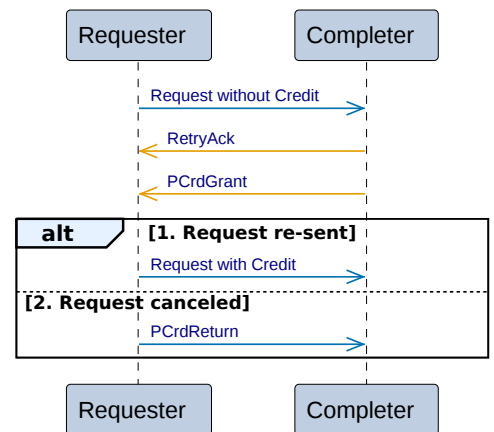 Requester Completer
Request without Credit
RetryAck
PCrdGrant
alt [1. Request re-sent]
Request with Credit
[2. Request canceled]
PCrdReturn
Requester Completer